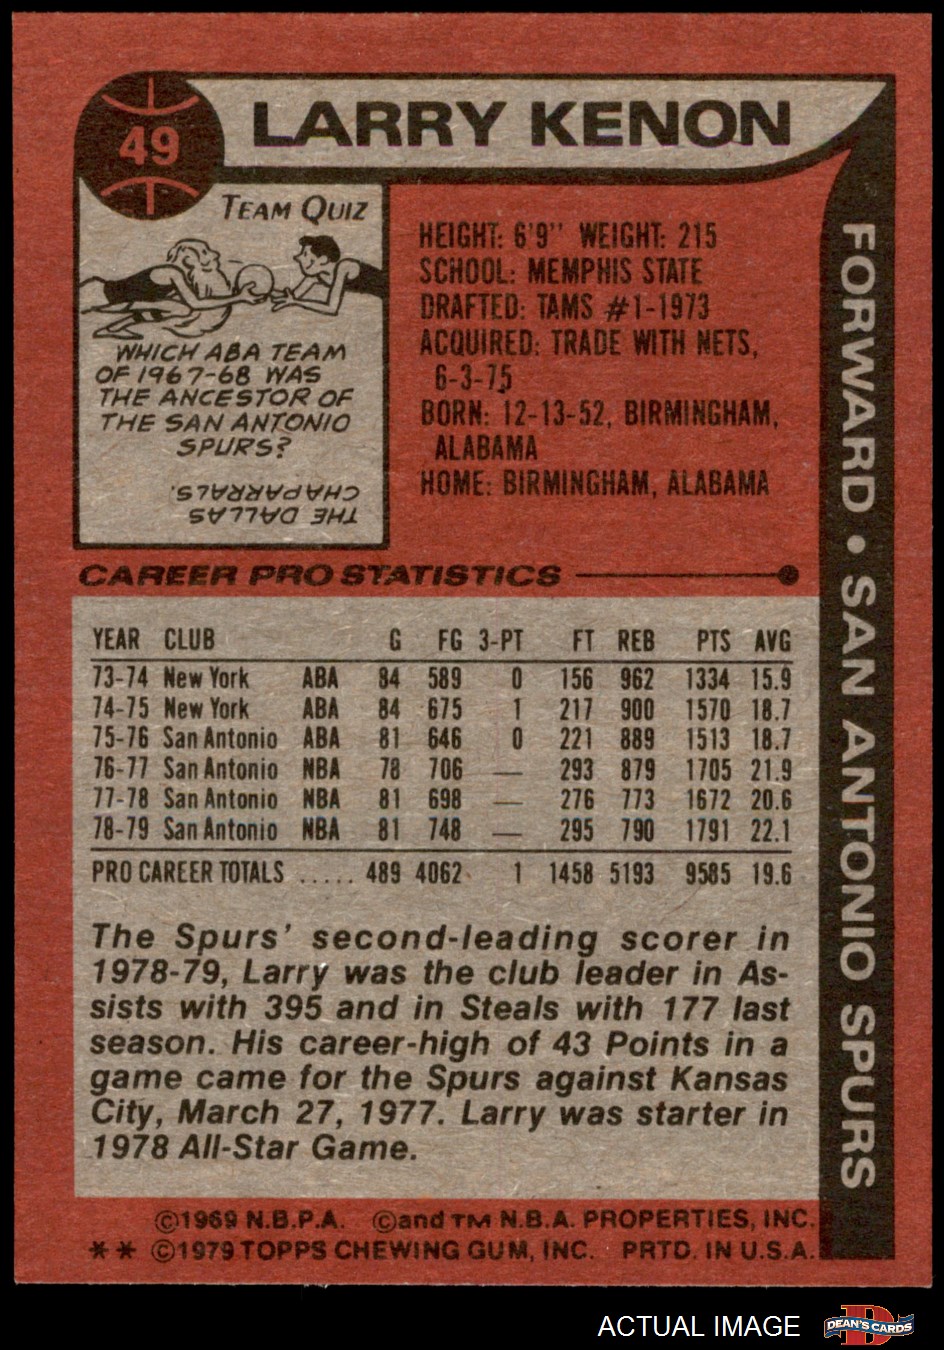 49
LARRY KENON
TEAM QUIZ
WHICH ABA TEAM
OF 1967-68 WAS
THE ANCESTOR OF
THE SAN ANTONIO
SPURS?
THE DALLAS
CHAPARRALS.
HEIGHT: 6'9" WEIGHT: 215
SCHOOL: MEMPHIS STATE
DRAFTED: TAMS #1-1973
ACQUIRED: TRADE WITH NETS,
6-3-75
BORN: 12-13-52, BIRMINGHAM,
ALABAMA
HOME: BIRMINGHAM, ALABAMA
FORWARD • SAN ANTONIO SPURS
CAREER PRO STATISTICS
YEAR CLUB G FG 3-PT FT REB PTS AVG
73-74 New York ABA 84 589 0 156 962 1334 15.9
74-75 New York ABA 84 675 1 217 900 1570 18.7
75-76 San Antonio ABA 81 646 0 221 889 1513 18.7
76-77 San Antonio NBA 78 706 — 293 879 1705 21.9
77-78 San Antonio NBA 81 698 — 276 773 1672 20.6
78-79 San Antonio NBA 81 748 — 295 790 1791 22.1
PRO CAREER TOTALS ..... 489 4062 1 1458 5193 9585 19.6
The Spurs' second-leading scorer in
1978-79, Larry was the club leader in As-
sists with 395 and in Steals with 177 last
season. His career-high of 43 Points in a
game came for the Spurs against Kansas
City, March 27, 1977. Larry was starter in
1978 All-Star Game.
©1969 N.B.P.A. ©and TM N.B.A. PROPERTIES, INC.
** ©1979 TOPPS CHEWING GUM, INC. PRTD. IN U.S.A.
ACTUAL IMAGE
D
DEAN'S CARDS